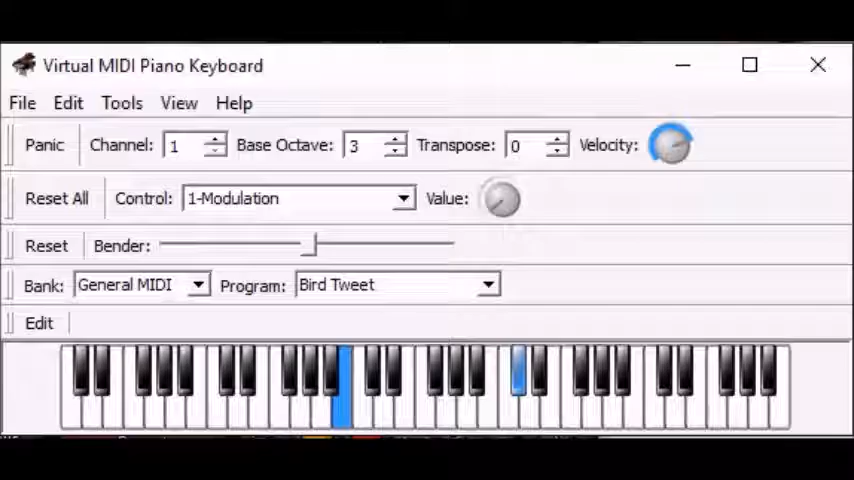 Virtual MIDI Piano Keyboard
File Edit Tools View Help
Panic Channel: 1 Base Octave: 3 Transpose: 0 Velocity:
Reset All Control: 1-Modulation Value:
Reset Bender:
Bank: General MIDI Program: Bird Tweet
Edit